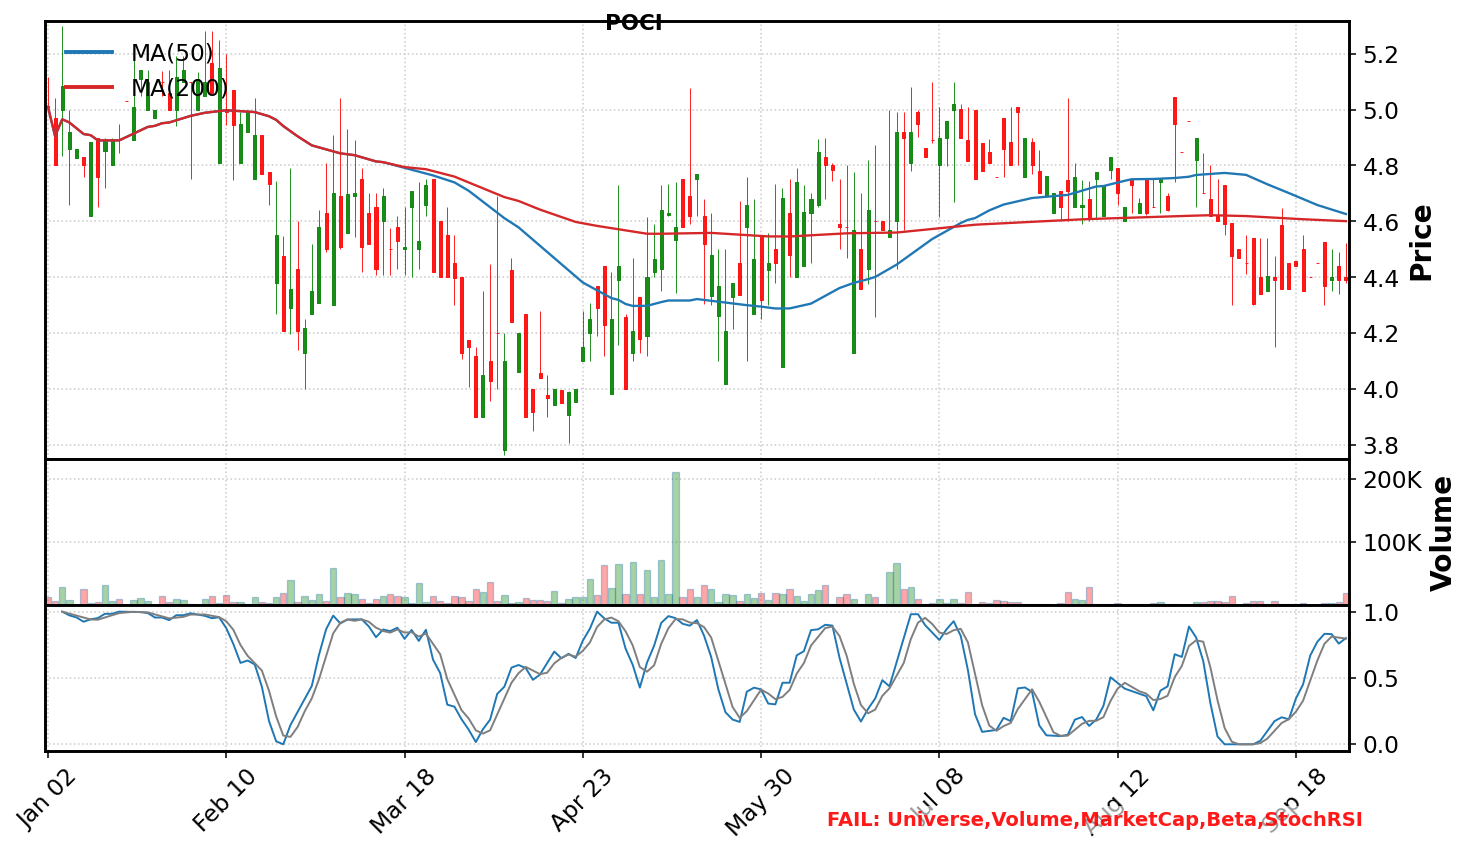 POCI
MA(50)
MA(200)
5.2
5.0
4.8
4.6
4.4
4.2
4.0
3.8
Price
200K
100K
Volume
1.0
0.5
0.0
Jan 02
Feb 10
Mar 18
Apr 23
May 30
Jul 08
Aug 12
Sep 18
FAIL: Universe,Volume,MarketCap,Beta,StochRSI